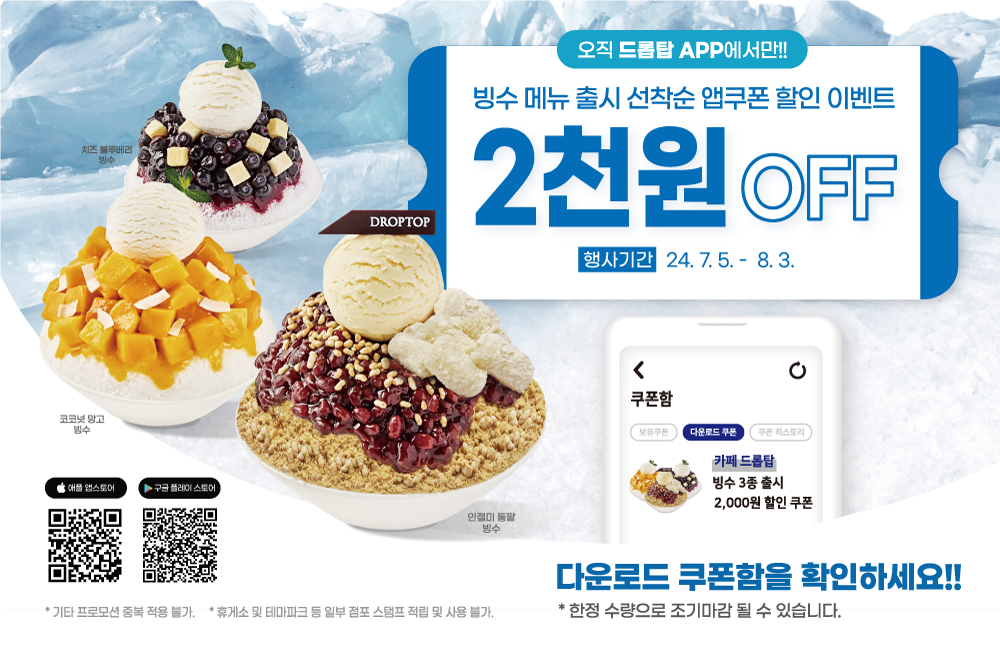 오직 드롭탑 APP에서만!!
빙수 메뉴 출시 선착순 앱쿠폰 할인 이벤트
2천원 OFF
행사기간 24. 7. 5. - 8. 3.
치즈 블루베리
빙수
DROPTOP
코코넛 망고
빙수
인절미 통팥
빙수
쿠폰함
보유쿠폰 다운로드 쿠폰 쿠폰 히스토리
카페 드롭탑
빙수 3종 출시
2,000원 할인 쿠폰
애플 앱스토어 구글 플레이 스토어
다운로드 쿠폰함을 확인하세요!!
* 한정 수량으로 조기마감 될 수 있습니다.
* 기타 프로모션 중복 적용 불가. * 휴게소 및 테마파크 등 일부 점포 스탬프 적립 및 사용 불가.